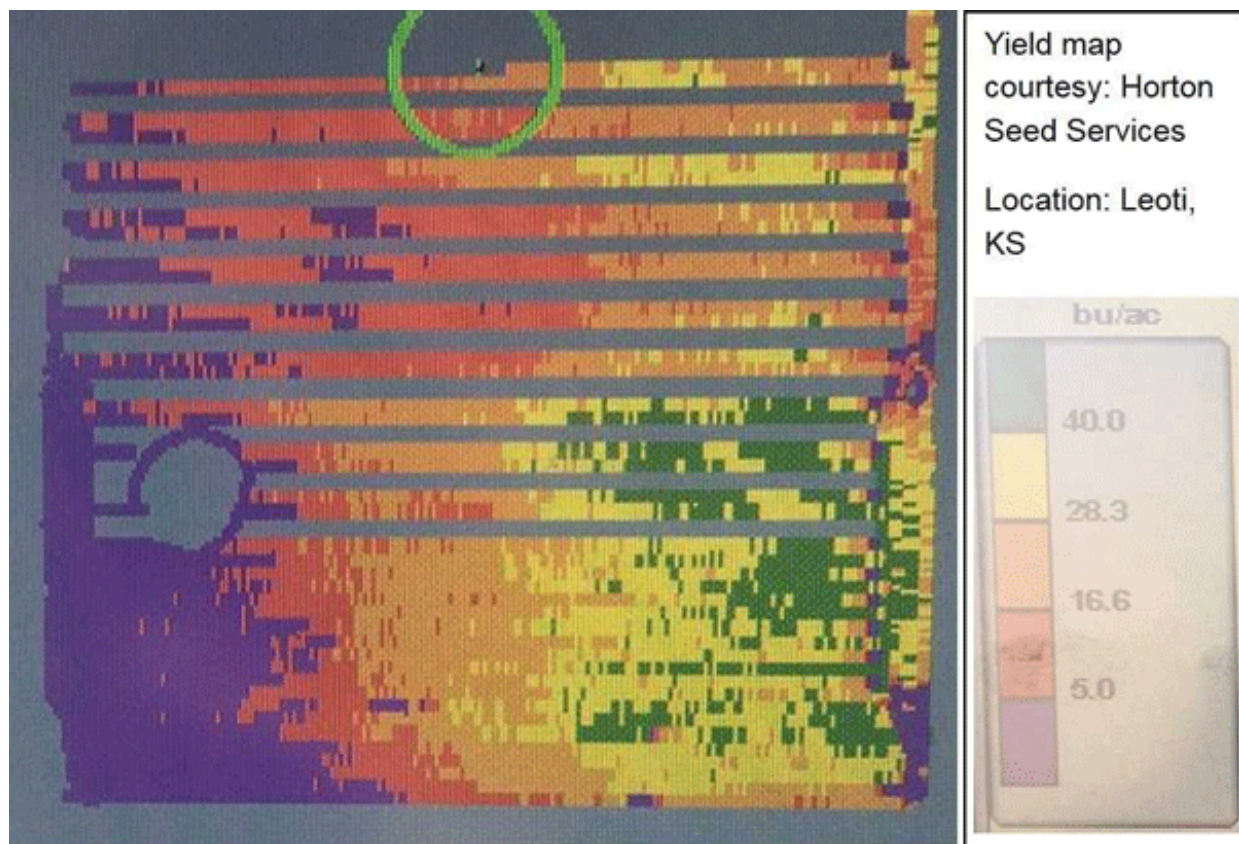 Yield map
courtesy: Horton
Seed Services
Location: Leoti,
KS
bu/ac
40.0
28.3
16.6
5.0